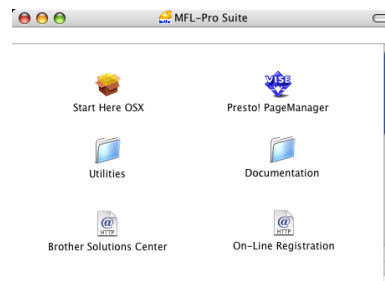 MFL-Pro Suite
Start Here OSX
Presto! PageManager
Utilities
Documentation
@
HTTP
@
HTTP
Brother Solutions Center
On-Line Registration